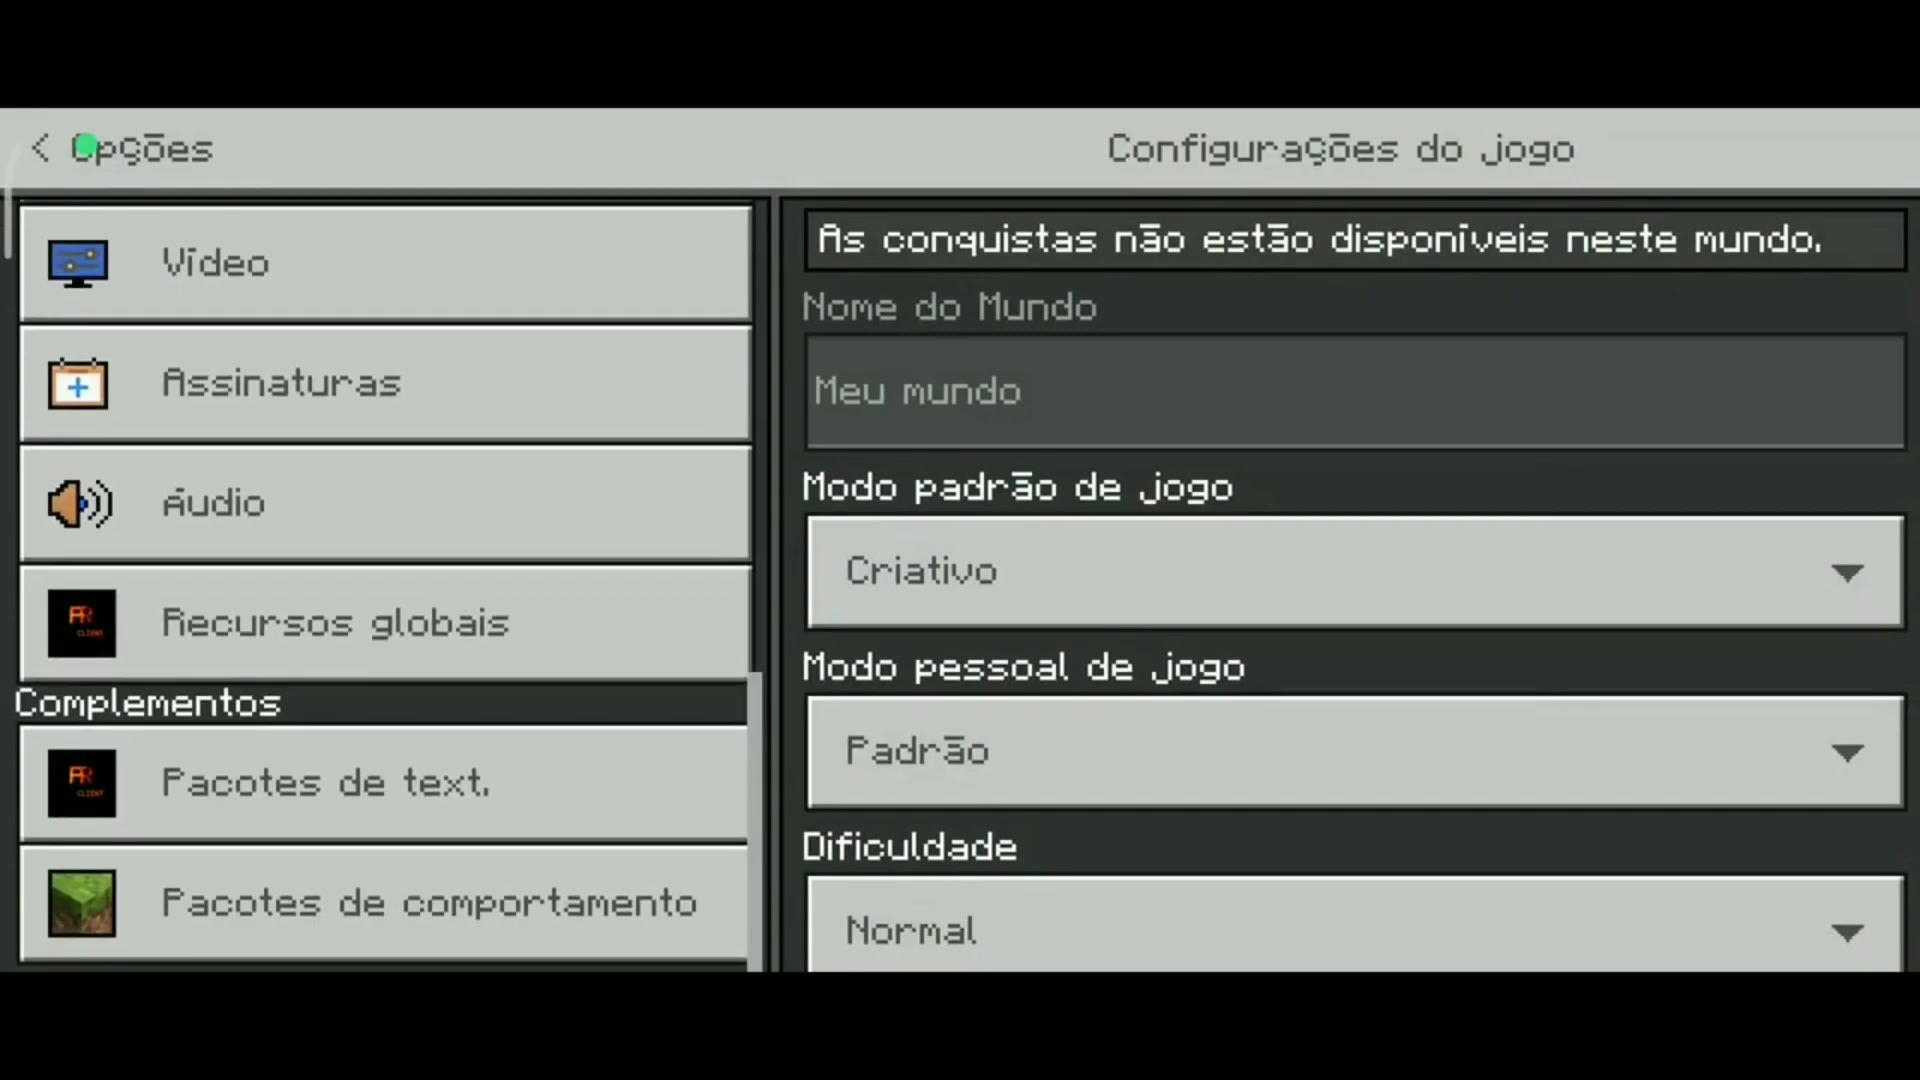 Opções
Configurações do jogo
Vídeo
Assinaturas
áudio
Recursos globais
Complementos
Pacotes de text.
Pacotes de comportamento
As conquistas não estão disponíveis neste mundo.
Nome do Mundo
Meu mundo
Modo padrão de jogo
Criativo
Modo pessoal de jogo
Padrão
Dificuldade
Normal